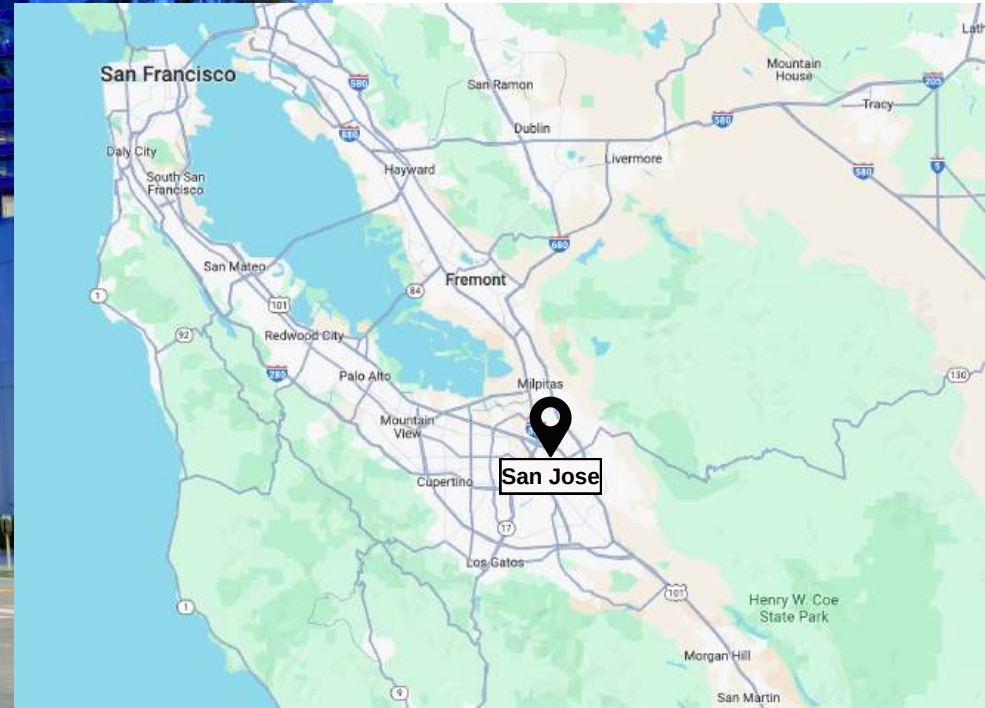 San Francisco
580
San Ramon
Mountain
House
205
Tracy
880
Dublin
580
Daly City
Livermore
Hayward
580
5
South San
Francisco
680
San Mateo
Fremont
84
1
101
92
Redwood City
280
Palo Alto
Milpitas
130
Mountain
View
San Jose
Cupertino
17
Los Gatos
101
Henry W. Coe
State Park
1
Morgan Hill
9
San Martin